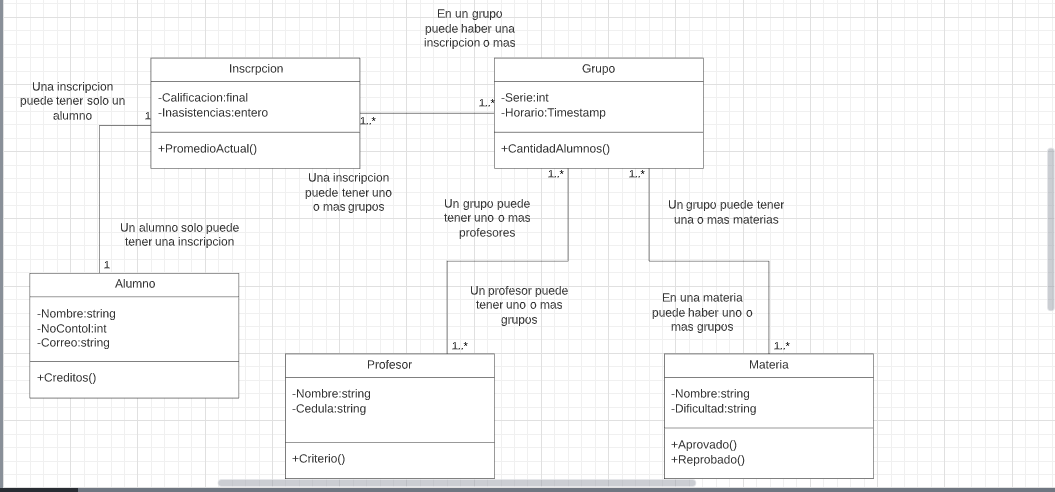 En un grupo
puede haber una
inscripcion o mas
Inscrpcion
-Calificacion:final
-Inasistencias:entero
+PromedioActual()
Grupo
-Serie:int
-Horario:Timestamp
+CantidadAlumnos()
Una inscripcion
puede tener solo un
alumno
1
1..*
1..*
Una inscripcion
puede tener uno
o mas grupos
1..*
1..*
Un grupo puede
tener uno o mas
profesores
Un grupo puede tener
una o mas materias
Un alumno solo puede
tener una inscripcion
1
Alumno
-Nombre:string
-NoContol:int
-Correo:string
+Creditos()
Un profesor puede
tener uno o mas
grupos
En una materia
puede haber uno o
mas grupos
1..*
1..*
Profesor
-Nombre:string
-Cedula:string
+Criterio()
Materia
-Nombre:string
-Dificultad:string
+Aprovado()
+Reprobado()